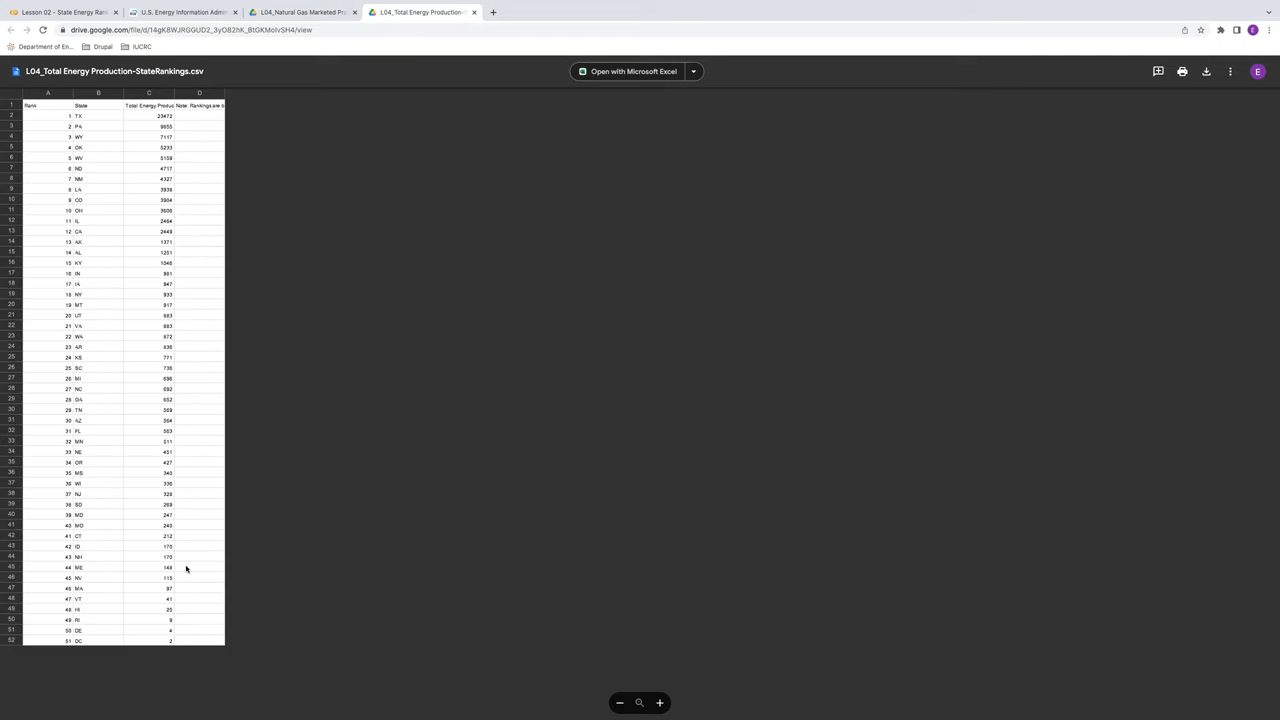 Lesson 02 - State Energy Ran × U.S. Energy Information Admi × L04_Natural Gas Marketed Pro × L04_Total Energy Production-S ×
drive.google.com/file/d/14gK8WJRGGUD2_3yO82hK_BtGKMoIvSH4/view
Department of En... Drupal IUCRC
L04_Total Energy Production-StateRankings.csv Open with Microsoft Excel E
A B C D
1 Rank State Total Energy Produc Note: Rankings are b
2 1 TX 23472
3 2 PA 9655
4 3 WY 7117
5 4 OK 5233
6 5 WV 5159
7 6 ND 4717
8 7 NM 4327
9 8 LA 3938
10 9 CO 3904
11 10 OH 3608
12 11 IL 2464
13 12 CA 2449
14 13 AK 1371
15 14 AL 1251
16 15 KY 1048
17 16 IN 981
18 17 IA 947
19 18 NY 933
20 19 MT 917
21 20 UT 883
22 21 VA 883
23 22 WA 872
24 23 AR 836
25 24 KS 771
26 25 SC 736
27 26 MI 696
28 27 NC 692
29 28 GA 652
30 29 TN 569
31 30 AZ 564
32 31 FL 563
33 32 MN 511
34 33 NE 451
35 34 OR 427
36 35 MS 340
37 36 WI 336
38 37 NJ 328
39 38 SD 269
40 39 MD 247
41 40 MO 240
42 41 CT 212
43 42 ID 170
44 43 NH 170
45 44 ME 148
46 45 NV 115
47 46 MA 97
48 47 VT 41
49 48 HI 25
50 49 RI 9
51 50 DE 4
52 51 DC 2